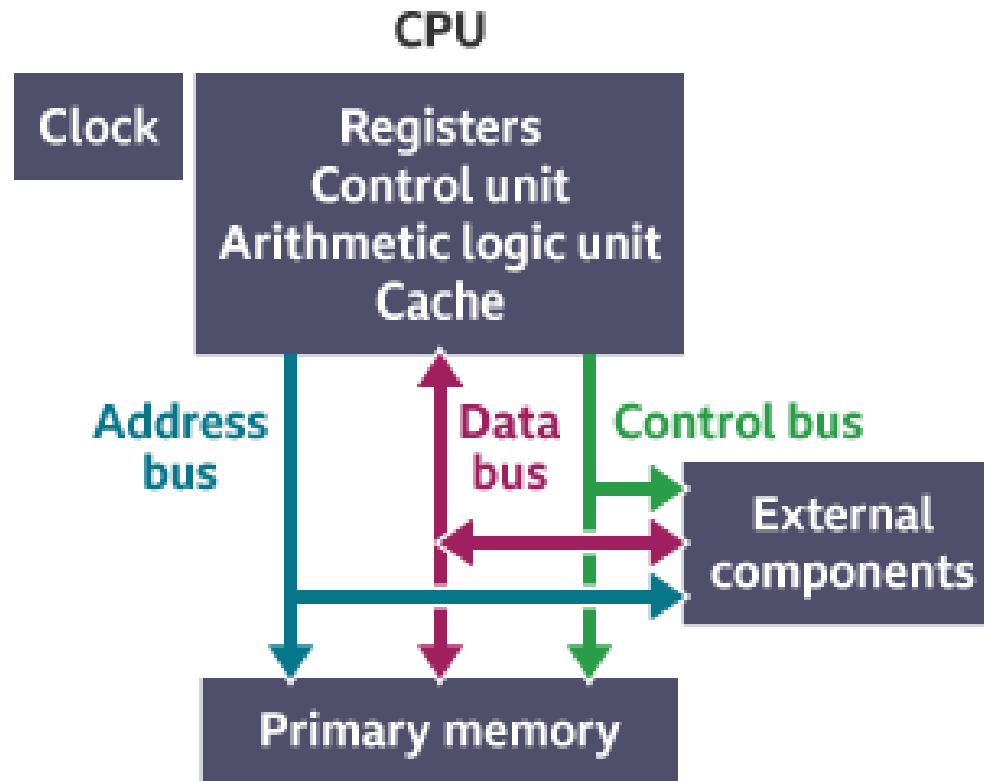 CPU
Clock
Registers
Control unit
Arithmetic logic unit
Cache
Address
bus
Data
bus
Control bus
External
components
Primary memory